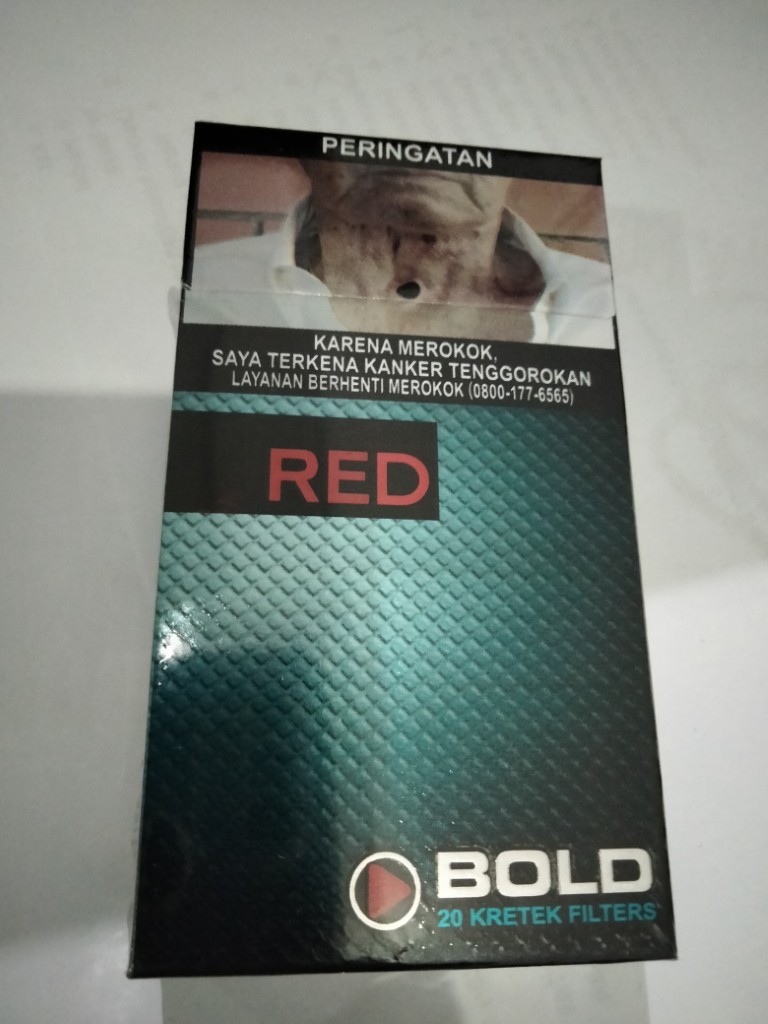 PERINGATAN
KARENA MEROKOK,
SAYA TERKENA KANKER TENGGOROKAN
LAYANAN BERHENTI MEROKOK (0800-177-6565)
RED
BOLD
20 KRETEK FILTERS